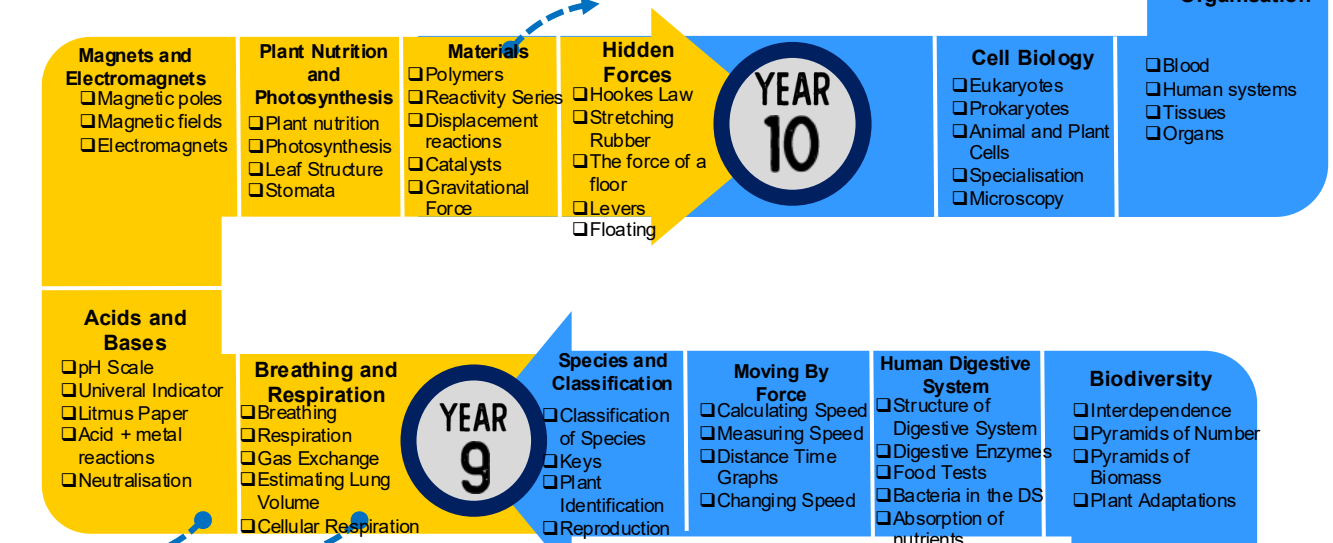 Organisation
Magnets and
Electromagnets
❑Magnetic poles
❑Magnetic fields
❑Electromagnets
Plant Nutrition
and
Photosynthesis
❑Plant nutrition
❑Photosynthesis
❑Leaf Structure
❑Stomata
Materials
❑Polymers
❑Reactivity Series
❑Displacement
reactions
❑Catalysts
❑Gravitational
Force
Hidden
Forces
❑Hookes Law
❑Stretching
Rubber
❑The force of a
floor
❑Levers
❑Floating
YEAR
10
Cell Biology
❑Eukaryotes
❑Prokaryotes
❑Animal and Plant
Cells
❑Specialisation
❑Microscopy
❑Blood
❑Human systems
❑Tissues
❑Organs
Acids and
Bases
❑pH Scale
❑Univeral Indicator
❑Litmus Paper
❑Acid + metal
reactions
❑Neutralisation
Breathing and
Respiration
❑Breathing
❑Respiration
❑Gas Exchange
❑Estimating Lung
Volume
❑Cellular Respiration
YEAR
9
Species and
Classification
❑Classification
of Species
❑Keys
❑Plant
Identification
❑Reproduction
Moving By
Force
❑Calculating Speed
❑Measuring Speed
❑Distance Time
Graphs
❑Changing Speed
Human Digestive
System
❑Structure of
Digestive System
❑Digestive Enzymes
❑Food Tests
❑Bacteria in the DS
❑Absorption of
nutrients
Biodiversity
❑Interdependence
❑Pyramids of Number
❑Pyramids of
Biomass
❑Plant Adaptations